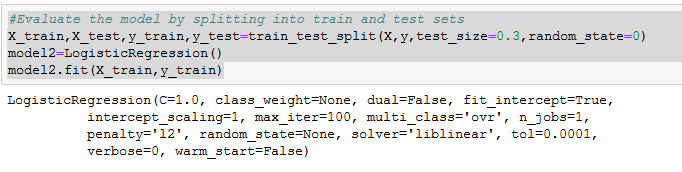 #Evaluate the model by splitting into train and test sets
X_train,X_test,y_train,y_test=train_test_split(X,y,test_size=0.3,random_state=0)
model2=LogisticRegression()
model2.fit(X_train,y_train)
LogisticRegression(C=1.0, class_weight=None, dual=False, fit_intercept=True,
intercept_scaling=1, max_iter=100, multi_class='ovr', n_jobs=1,
penalty='l2', random_state=None, solver='liblinear', tol=0.0001,
verbose=0, warm_start=False)